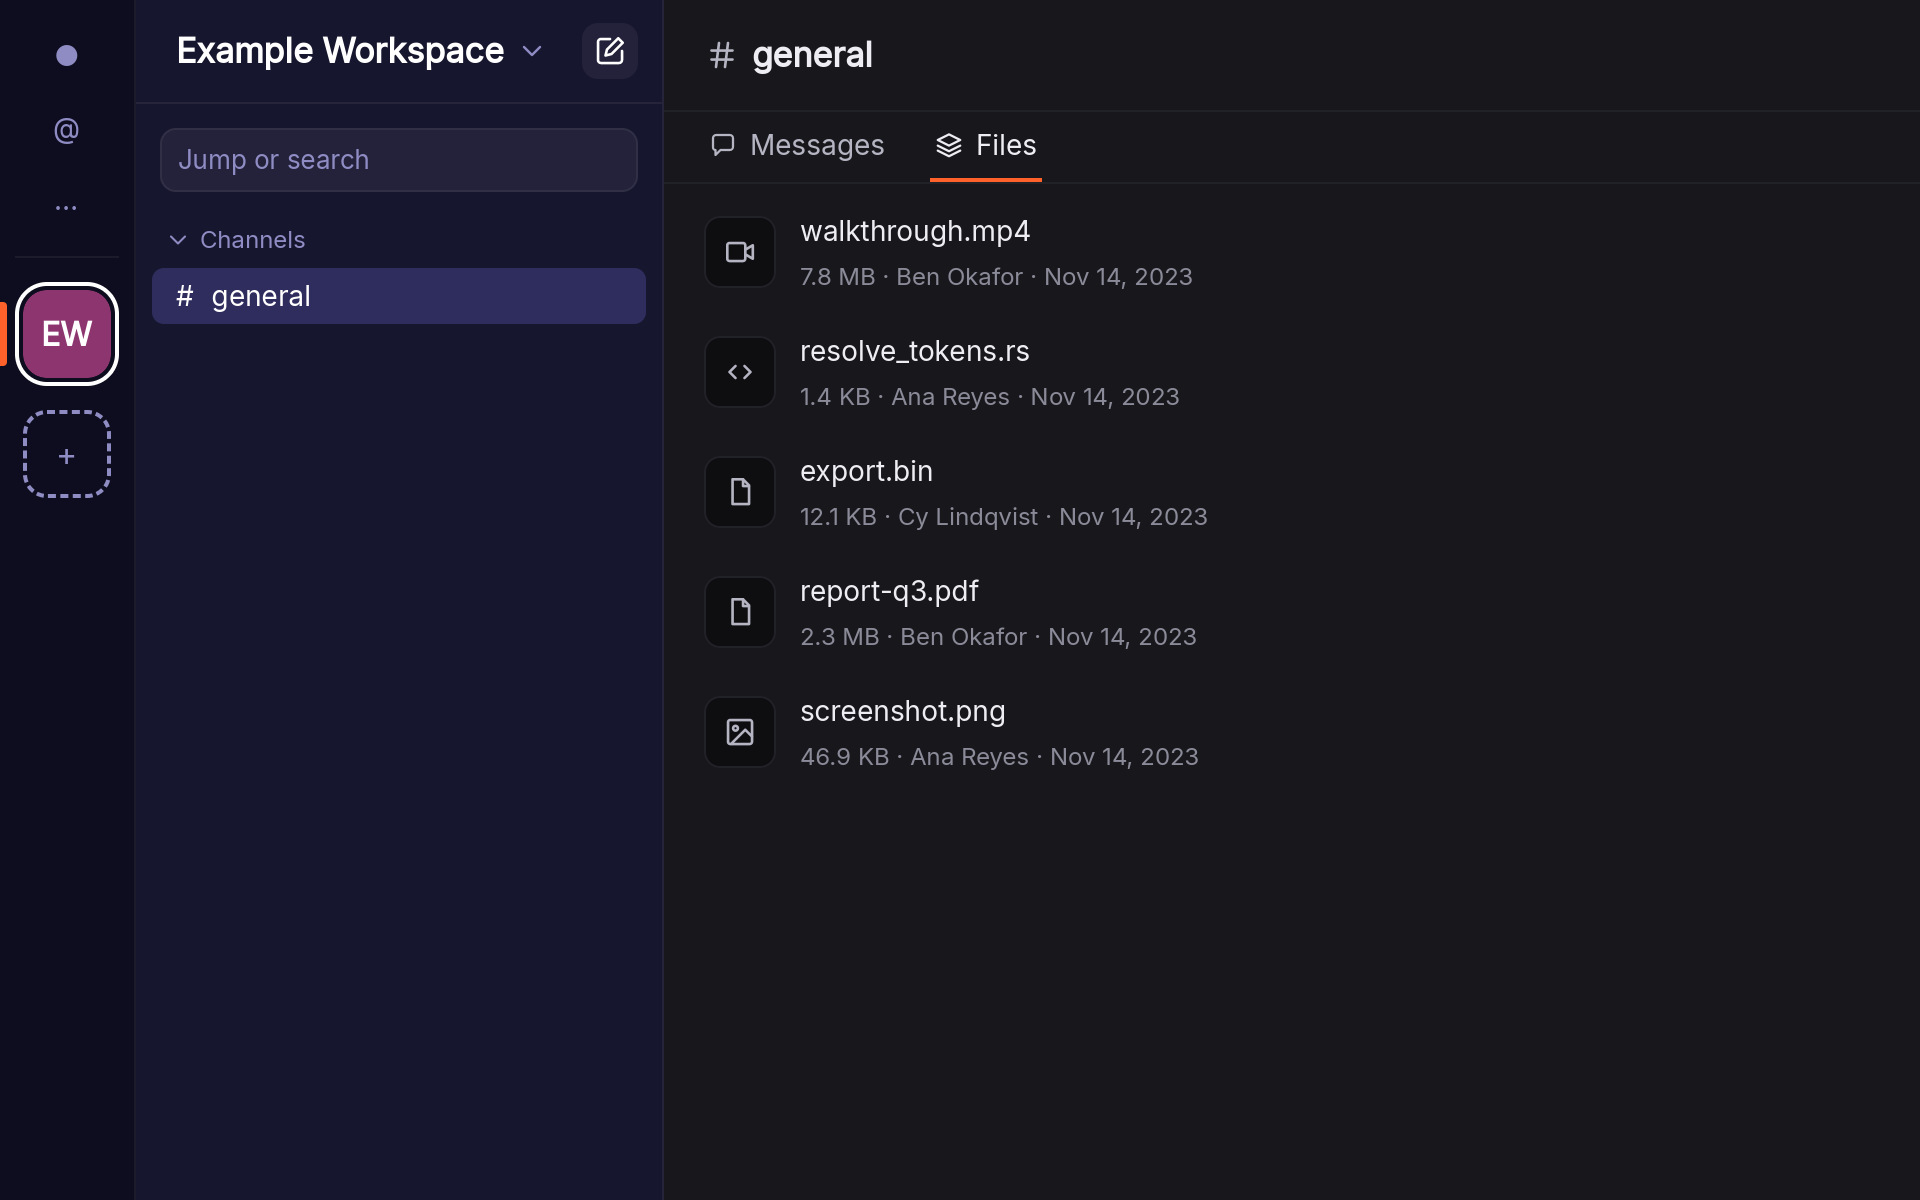 @
...
EW
+
Example Workspace
Jump or search
Channels
# general
# general
Messages
Files
walkthrough.mp4
7.8 MB · Ben Okafor · Nov 14, 2023
resolve_tokens.rs
1.4 KB · Ana Reyes · Nov 14, 2023
export.bin
12.1 KB · Cy Lindqvist · Nov 14, 2023
report-q3.pdf
2.3 MB · Ben Okafor · Nov 14, 2023
screenshot.png
46.9 KB · Ana Reyes · Nov 14, 2023